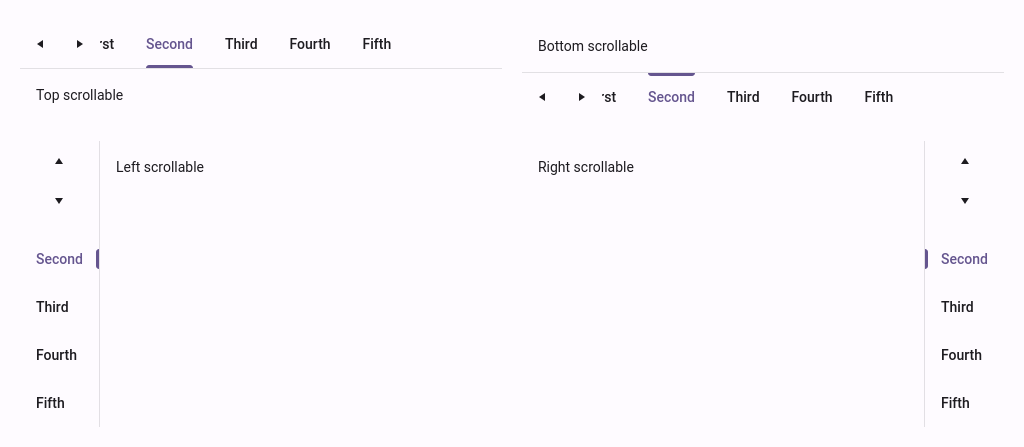 rst Second Third Fourth Fifth
Top scrollable
Bottom scrollable
rst Second Third Fourth Fifth
Left scrollable
Second
Third
Fourth
Fifth
Right scrollable
Second
Third
Fourth
Fifth